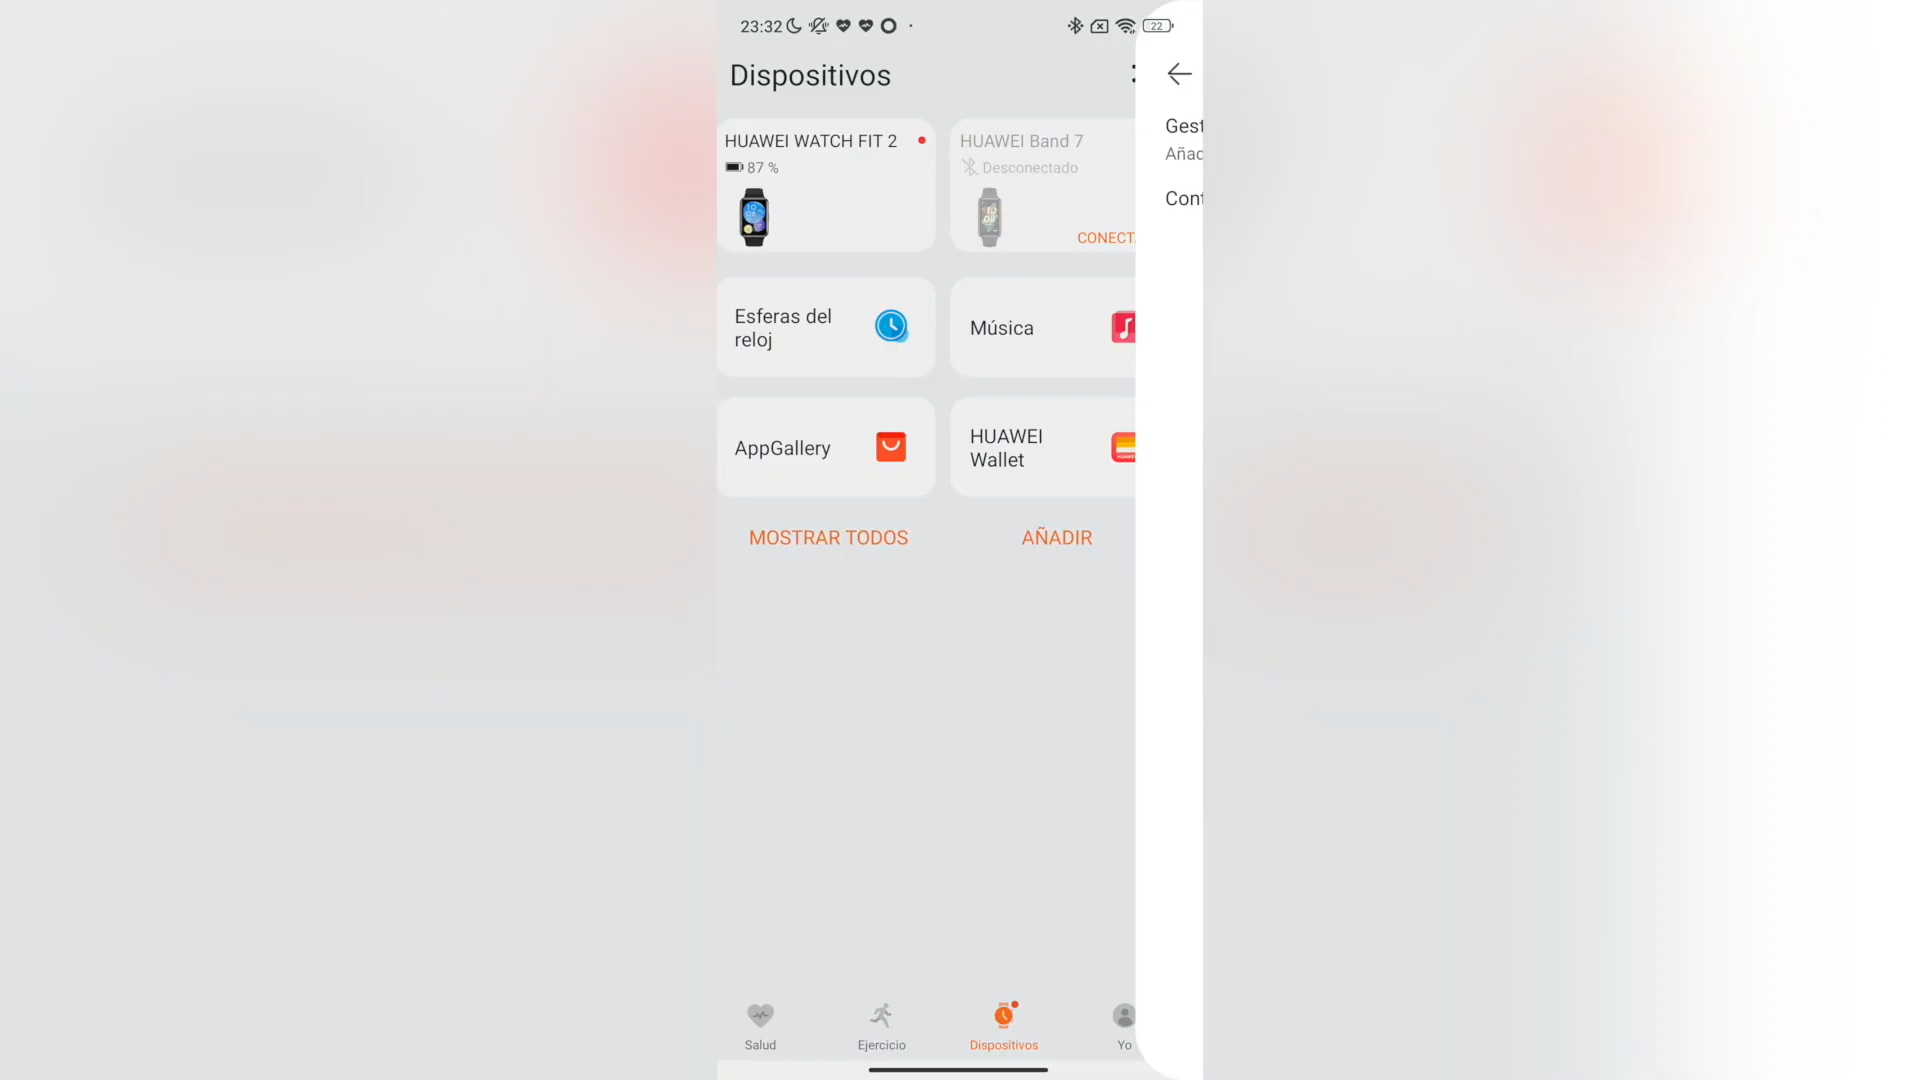 23:32
22
Dispositivos
HUAWEI WATCH FIT 2
87 %
HUAWEI Band 7
Desconectado
CONECT
Esferas del
reloj
Música
AppGallery
HUAWEI
Wallet
MOSTRAR TODOS
AÑADIR
Gest
Añad
Cont
Salud
Ejercicio
Dispositivos
Yo